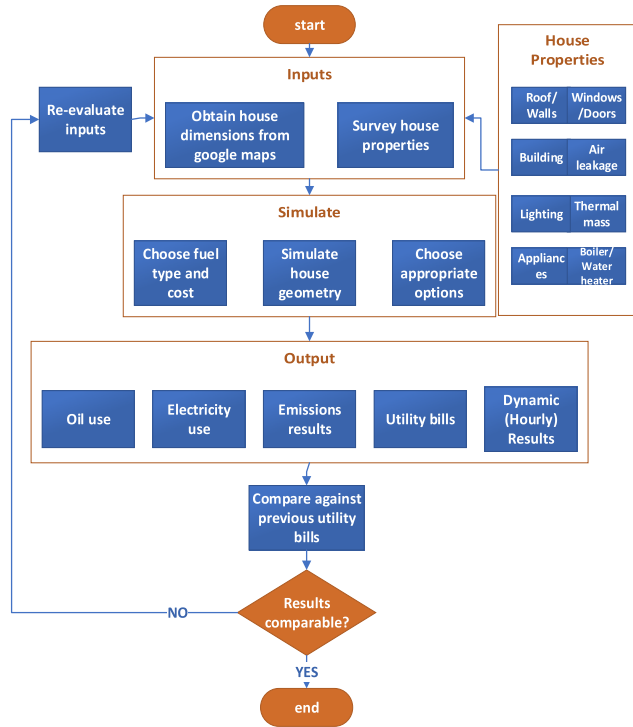 start
House
Properties
Inputs
Re-evaluate
inputs
Obtain house
dimensions from
google maps
Survey house
properties
Roof/
Walls
Windows
/Doors
Building
Air
leakage
Lighting
Thermal
mass
Applianc
es
Boiler/
Water
heater
Simulate
Choose fuel
type and
cost
Simulate
house
geometry
Choose
appropriate
options
Output
Oil use
Electricity
use
Emissions
results
Utility bills
Dynamic
(Hourly)
Results
Compare against
previous utility
bills
Results
comparable?
NO
YES
end